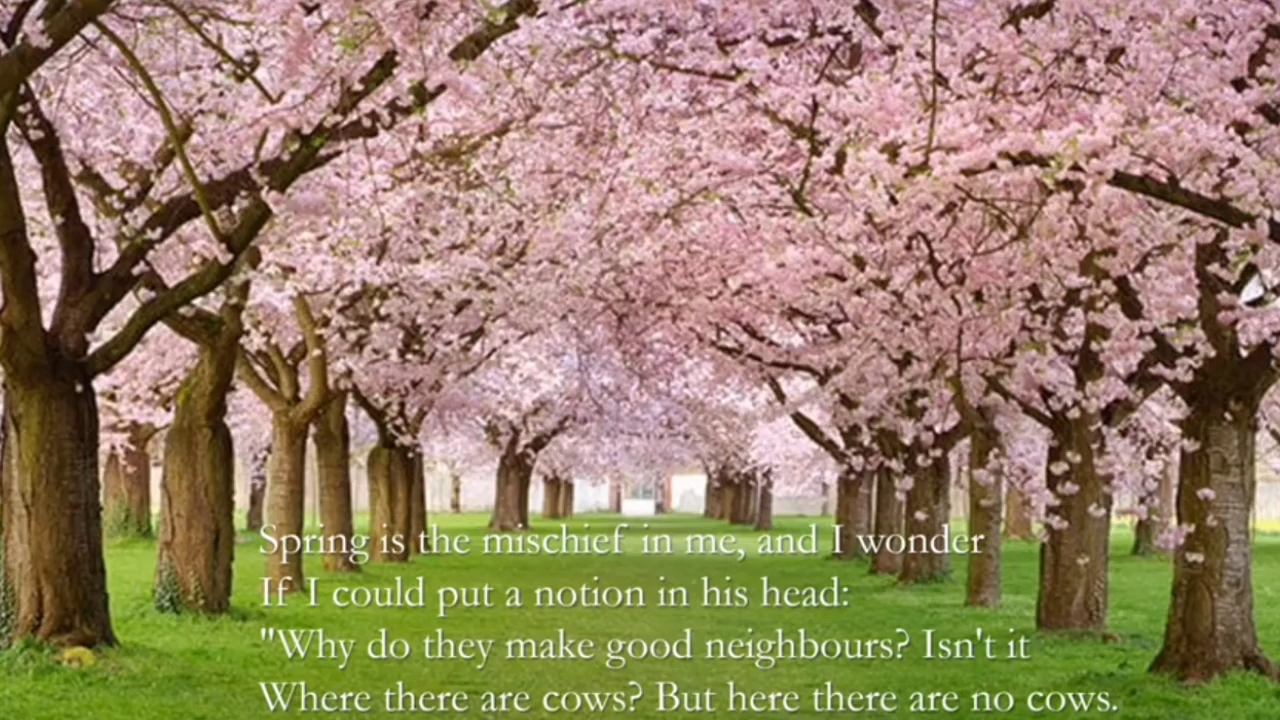 Spring is the mischief in me, and I wonder
If I could put a notion in his head:
"Why do they make good neighbours? Isn't it
Where there are cows? But here there are no cows.